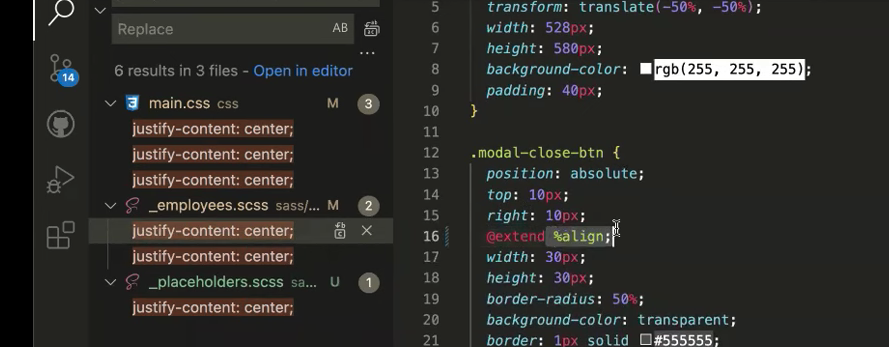 Replace
AB
...
6 results in 3 files - Open in editor
14
main.css css M 3
justify-content: center;
justify-content: center;
justify-content: center;
_employees.scss sass/... M 2
justify-content: center;
justify-content: center;
_placeholders.scss sa... U 1
justify-content: center;
5 transform: translate(-50%, -50%);
6 width: 528px;
7 height: 580px;
8 background-color: rgb(255, 255, 255);
9 padding: 40px;
10 }
11
12 .modal-close-btn {
13 position: absolute;
14 top: 10px;
15 right: 10px;
16 @extend %align;
17 width: 30px;
18 height: 30px;
19 border-radius: 50%;
20 background-color: transparent;
21 border: 1px solid #555555;